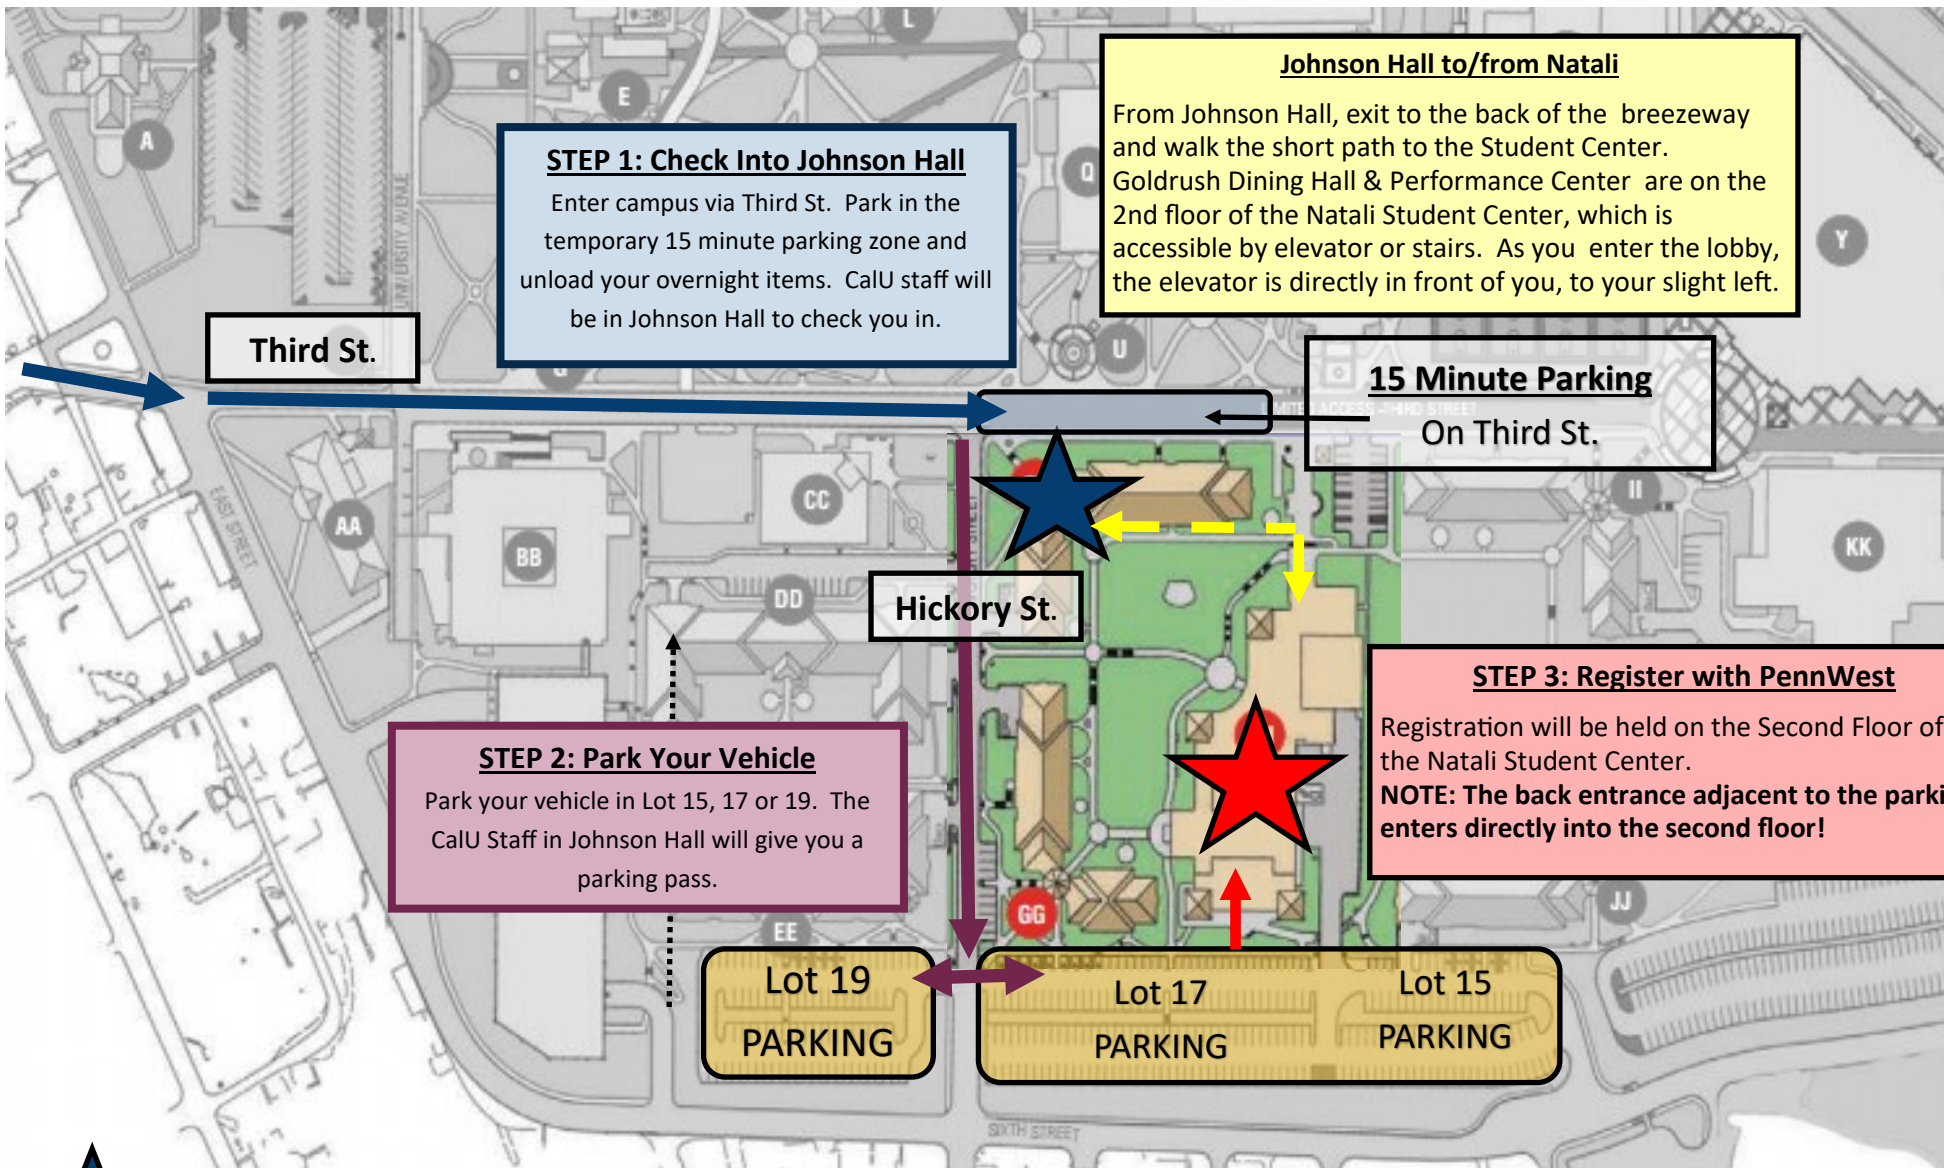 L
E
A
Q
Y
UNIVERSITY AVENUE
STEP 1: Check Into Johnson Hall
Enter campus via Third St. Park in the
temporary 15 minute parking zone and
unload your overnight items. CalU staff will
be in Johnson Hall to check you in.
Johnson Hall to/from Natali
From Johnson Hall, exit to the back of the breezeway
and walk the short path to the Student Center.
Goldrush Dining Hall & Performance Center are on the
2nd floor of the Natali Student Center, which is
accessible by elevator or stairs. As you enter the lobby,
the elevator is directly in front of you, to your slight left.
Third St.
U
15 Minute Parking
On Third St.
THIRD STREET
EAST STREET
AA
BB
CC
DD
II
KK
STREET
Hickory St.
STEP 2: Park Your Vehicle
Park your vehicle in Lot 15, 17 or 19. The
CalU Staff in Johnson Hall will give you a
parking pass.
STEP 3: Register with PennWest
Registration will be held on the Second Floor of
the Natali Student Center.
NOTE: The back entrance adjacent to the parki
enters directly into the second floor!
EE
GG
JJ
Lot 19
PARKING
Lot 17
PARKING
Lot 15
PARKING
SIXTH STREET